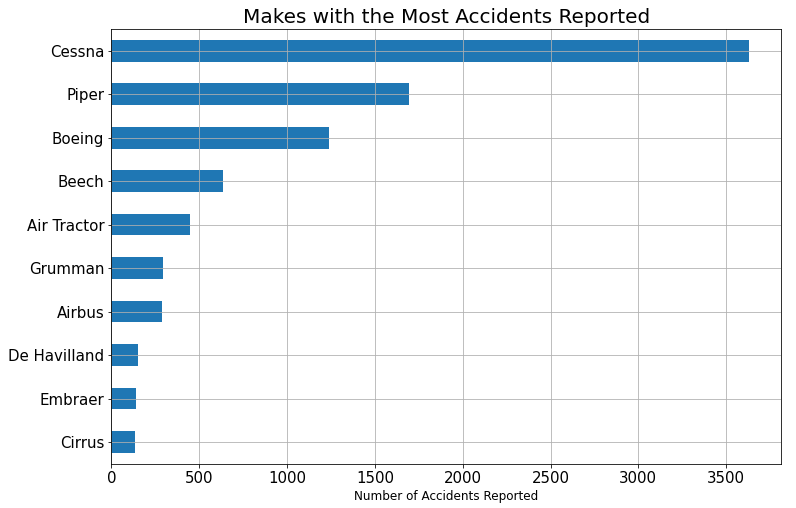 Makes with the Most Accidents Reported
Cessna
Piper
Boeing
Beech
Air Tractor
Grumman
Airbus
De Havilland
Embraer
Cirrus
0 500 1000 1500 2000 2500 3000 3500
Number of Accidents Reported